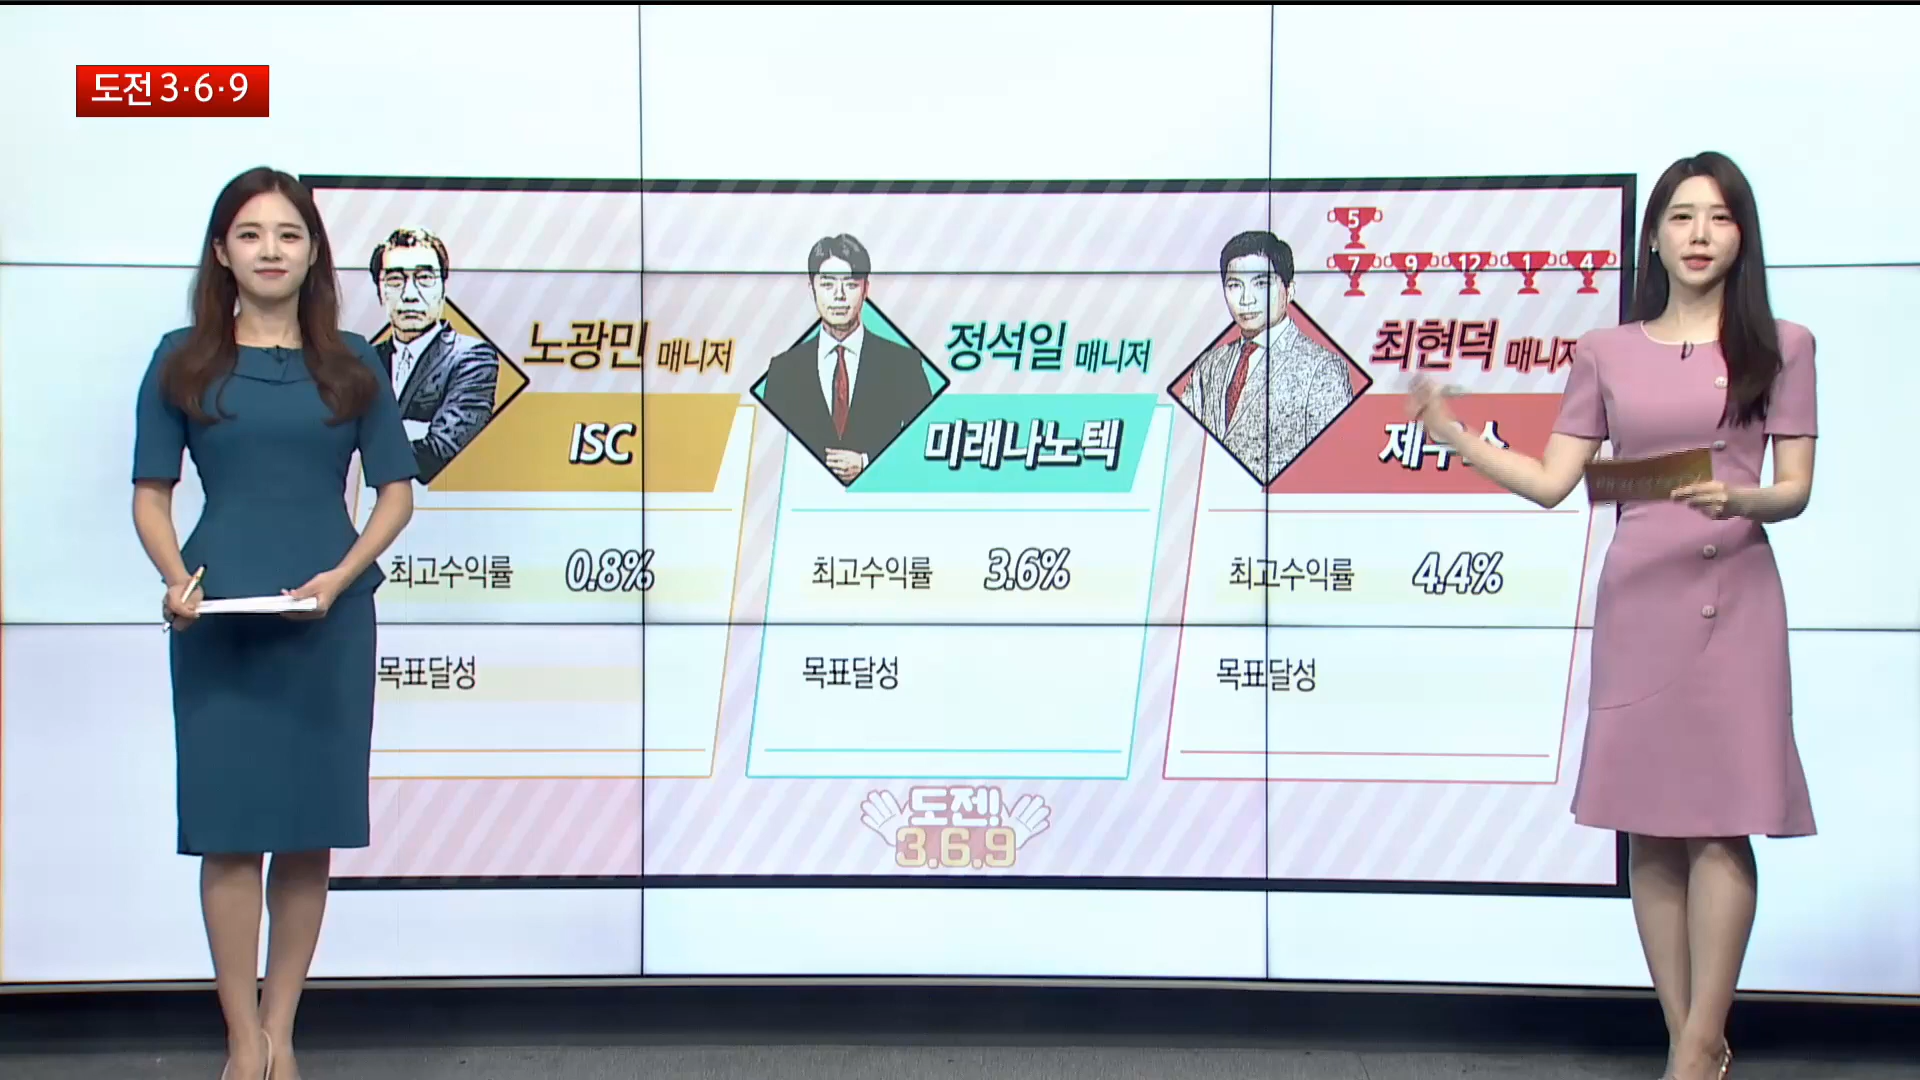 도전 3·6·9
5
7 9 12 1 4
노광민 매니저
ISC
최고수익률 0.8%
목표달성
정석일 매니저
미래나노텍
최고수익률 3.6%
목표달성
최현덕 매니저
최고수익률 4.4%
목표달성
도전!
3.6.9